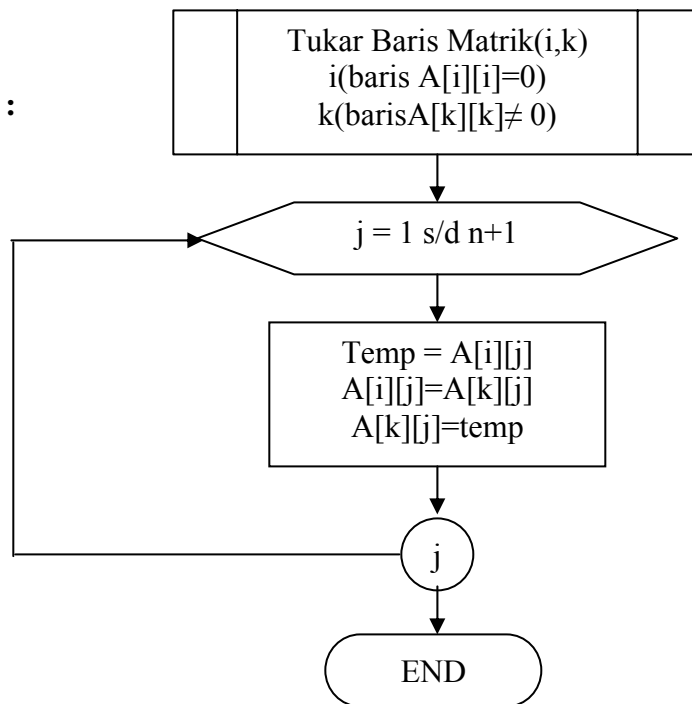 Tukar Baris Matrik(i,k)
i(baris A[i][i]=0)
:
k(barisA[k][k]≠ 0)
j = 1 s/d n+1
Temp = A[i][j]
A[i][j]=A[k][j]
A[k][j]=temp
j
END